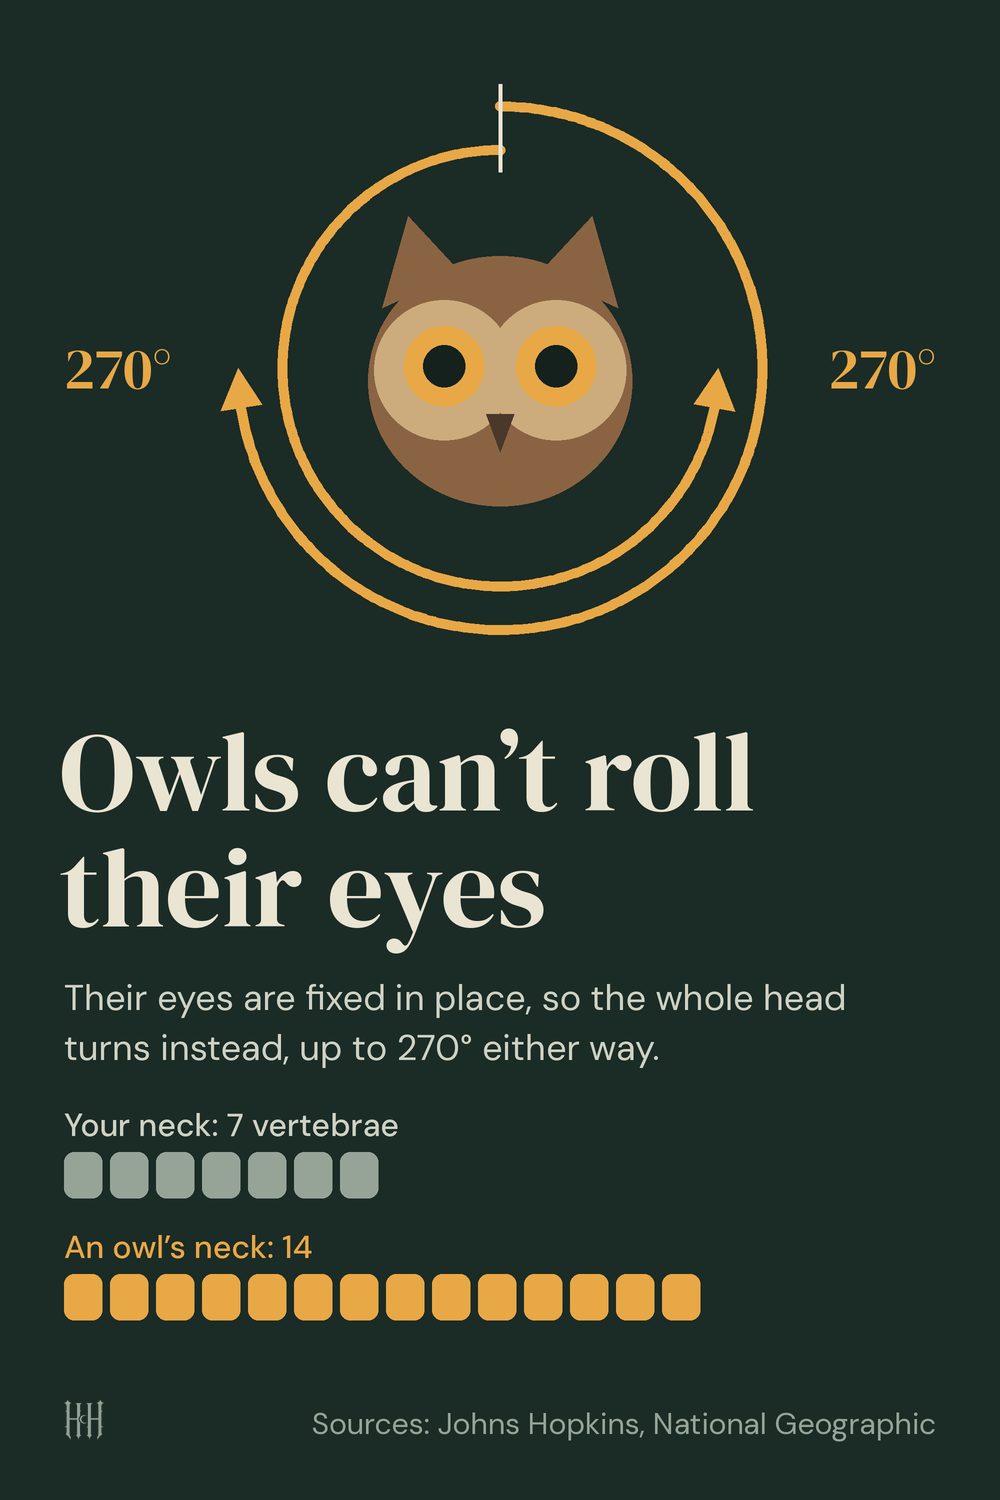 270° 270°
Owls can’t roll
their eyes
Their eyes are fixed in place, so the whole head
turns instead, up to 270° either way.
Your neck: 7 vertebrae
An owl’s neck: 14
Sources: Johns Hopkins, National Geographic